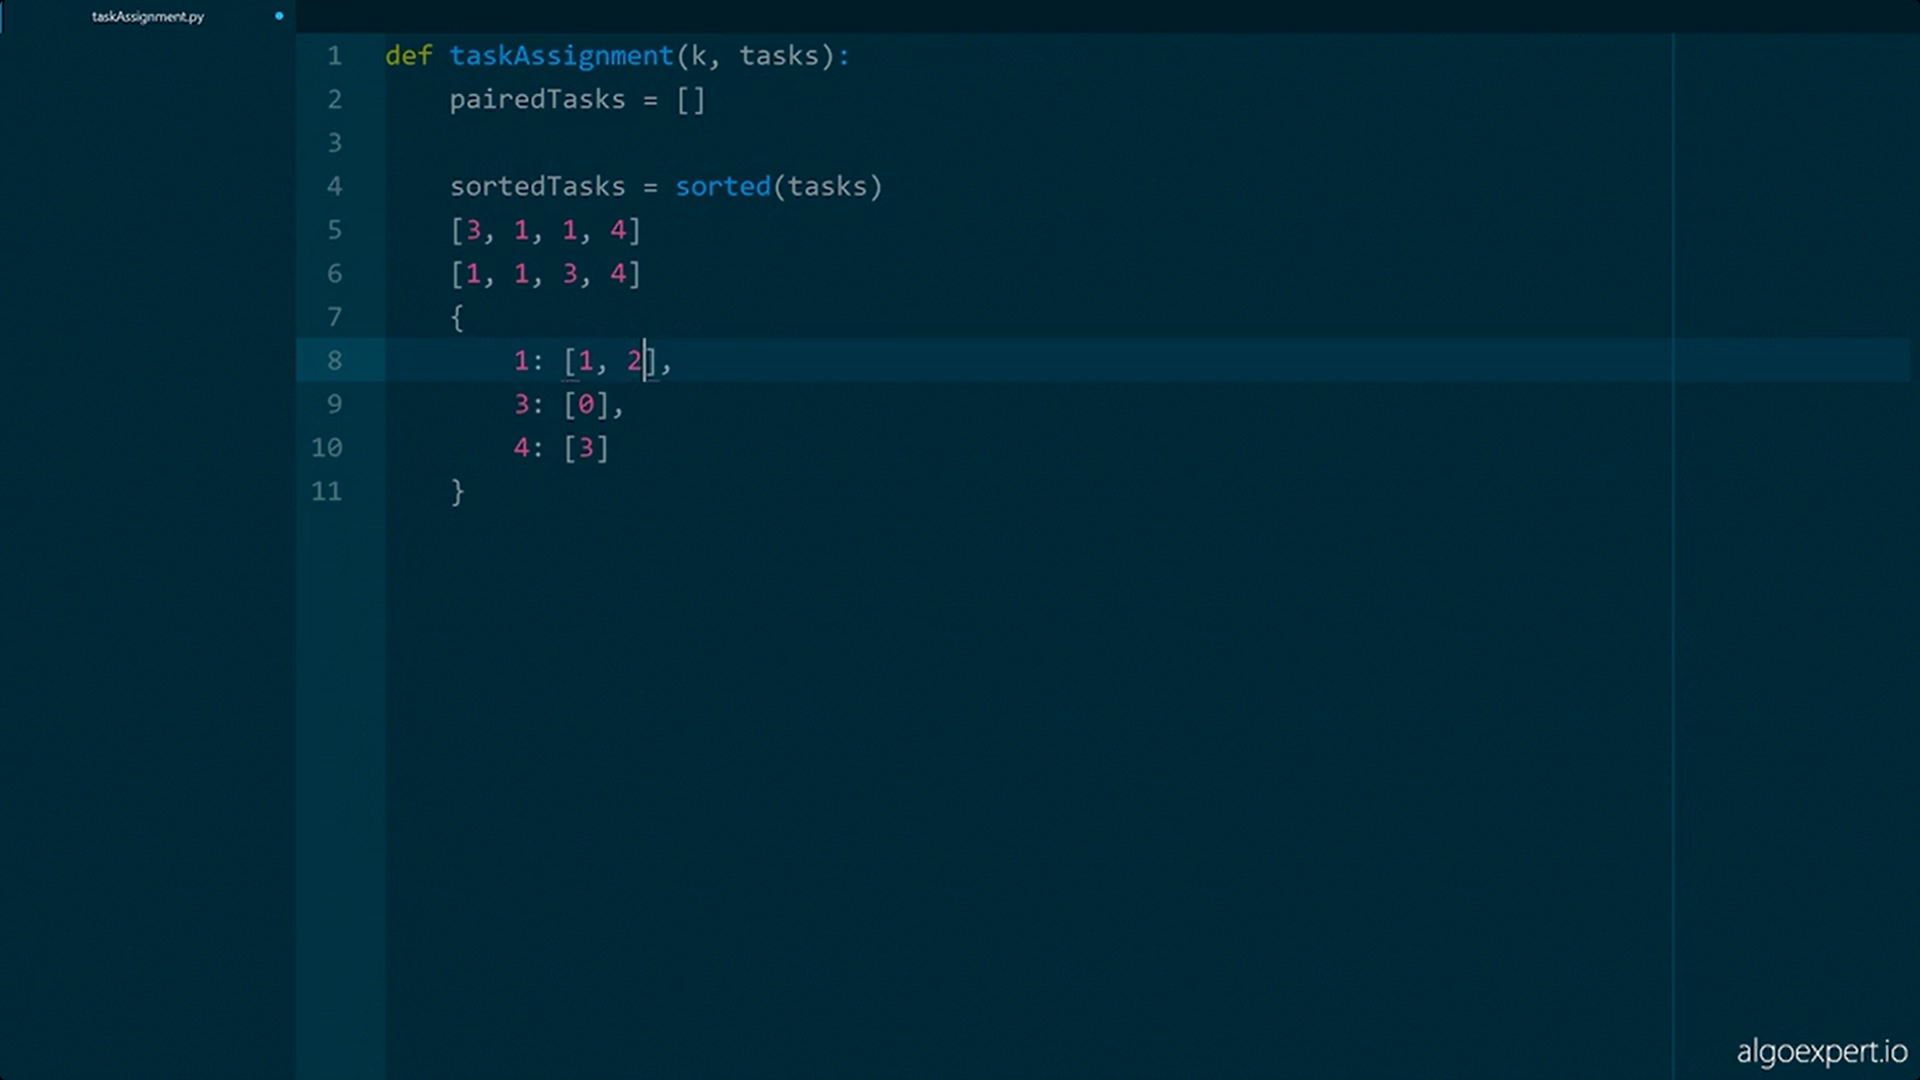 taskAssignment.py
1 def taskAssignment(k, tasks):
2 pairedTasks = []
3
4 sortedTasks = sorted(tasks)
5 [3, 1, 1, 4]
6 [1, 1, 3, 4]
7 {
8 1: [1, 2],
9 3: [0],
10 4: [3]
11 }
algoexpert.io